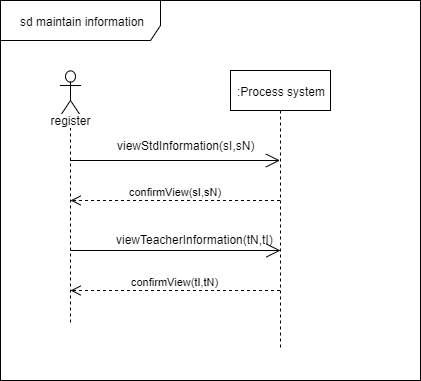 sd maintain information
register
:Process system
viewStdInformation(sI,sN)
confirmView(sI,sN)
viewTeacherInformation(tN,tI)
confirmView(tI,tN)